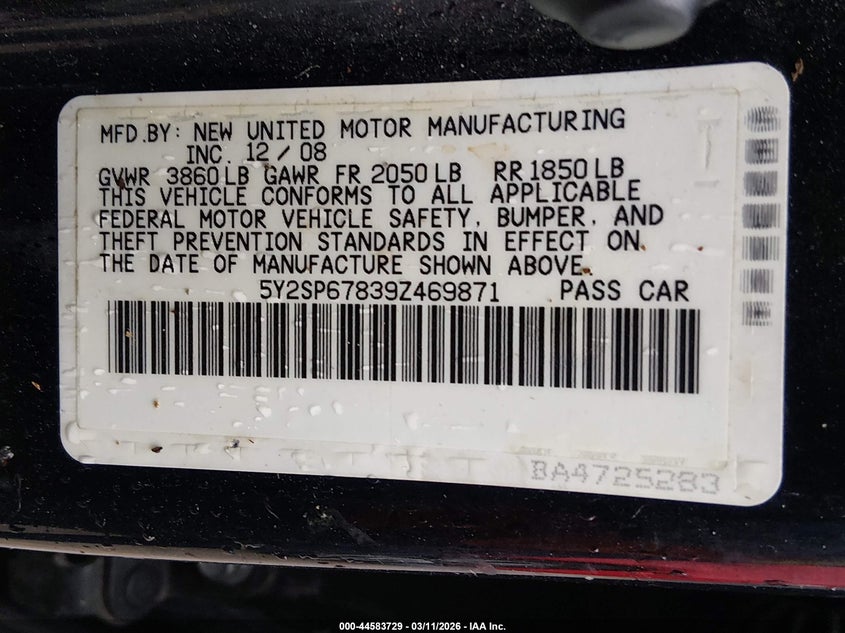 MFD.BY: NEW UNITED MOTOR MANUFACTURING
INC. 12 / 08
GVWR 3860 LB GAWR FR 2050 LB RR 1850 LB
THIS VEHICLE CONFORMS TO ALL APPLICABLE
FEDERAL MOTOR VEHICLE SAFETY, BUMPER, AND
THEFT PREVENTION STANDARDS IN EFFECT ON
THE DATE OF MANUFACTURE SHOWN ABOVE.
5Y2SP67839Z469871 PASS CAR
BA4725283
000-44583729 - 03/11/2026 - IAA Inc.